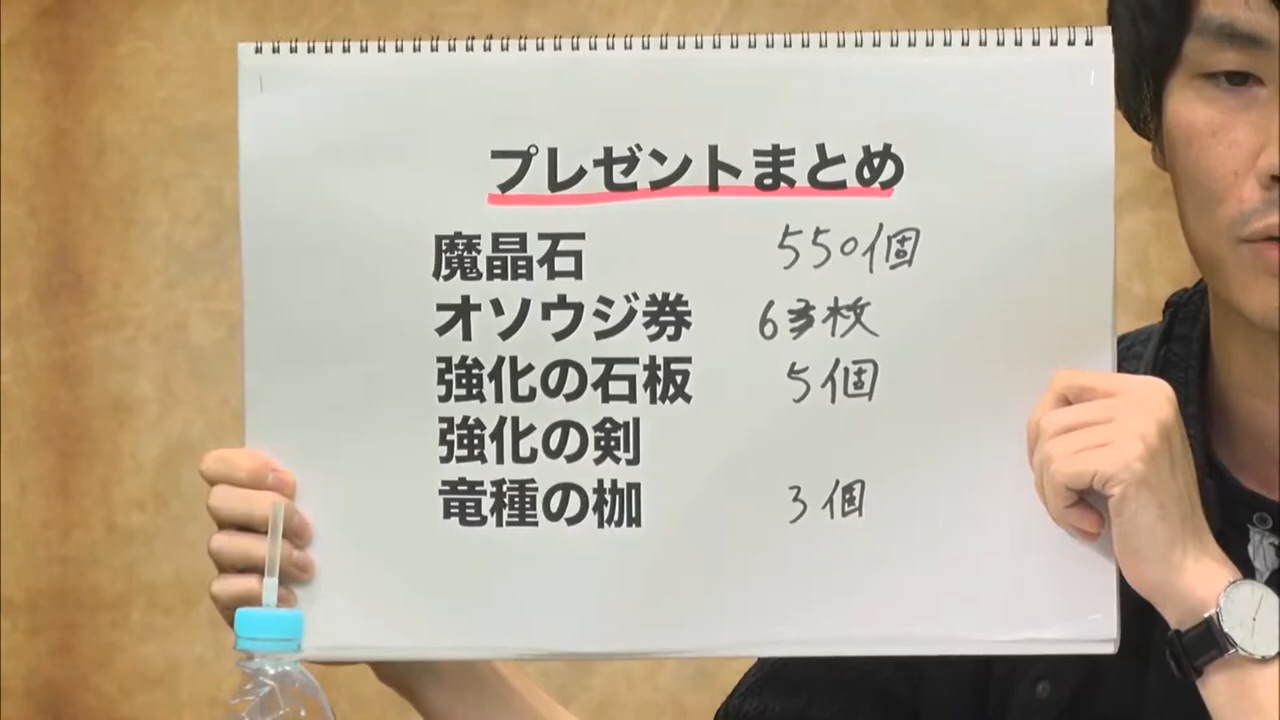 プレゼントまとめ
魔晶石 550個
オソウジ券 63枚
強化の石板 5個
強化の剣
竜種の枷 3個